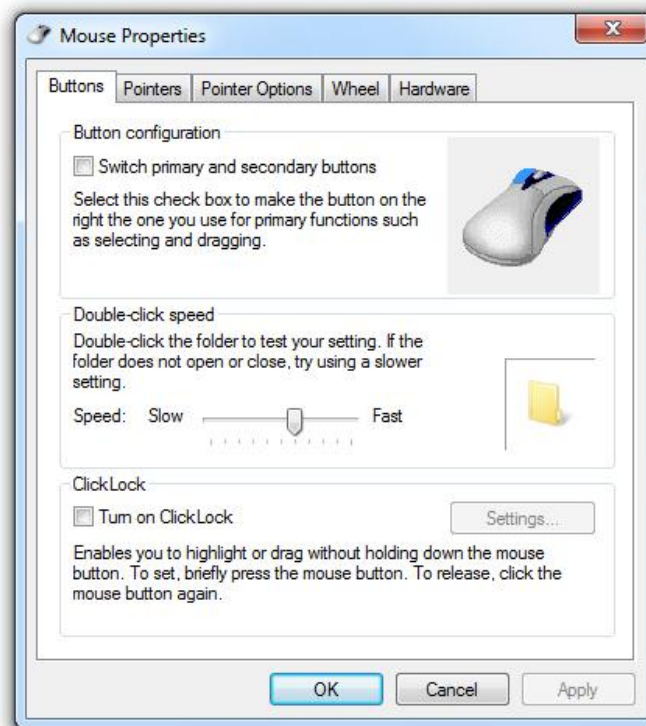 Mouse Properties
Buttons Pointers Pointer Options Wheel Hardware
Button configuration
Switch primary and secondary buttons
Select this check box to make the button on the
right the one you use for primary functions such
as selecting and dragging.
Double-click speed
Double-click the folder to test your setting. If the
folder does not open or close, try using a slower
setting.
Speed: Slow Fast
ClickLock
Turn on ClickLock Settings...
Enables you to highlight or drag without holding down the mouse
button. To set, briefly press the mouse button. To release, click the
mouse button again.
OK Cancel Apply